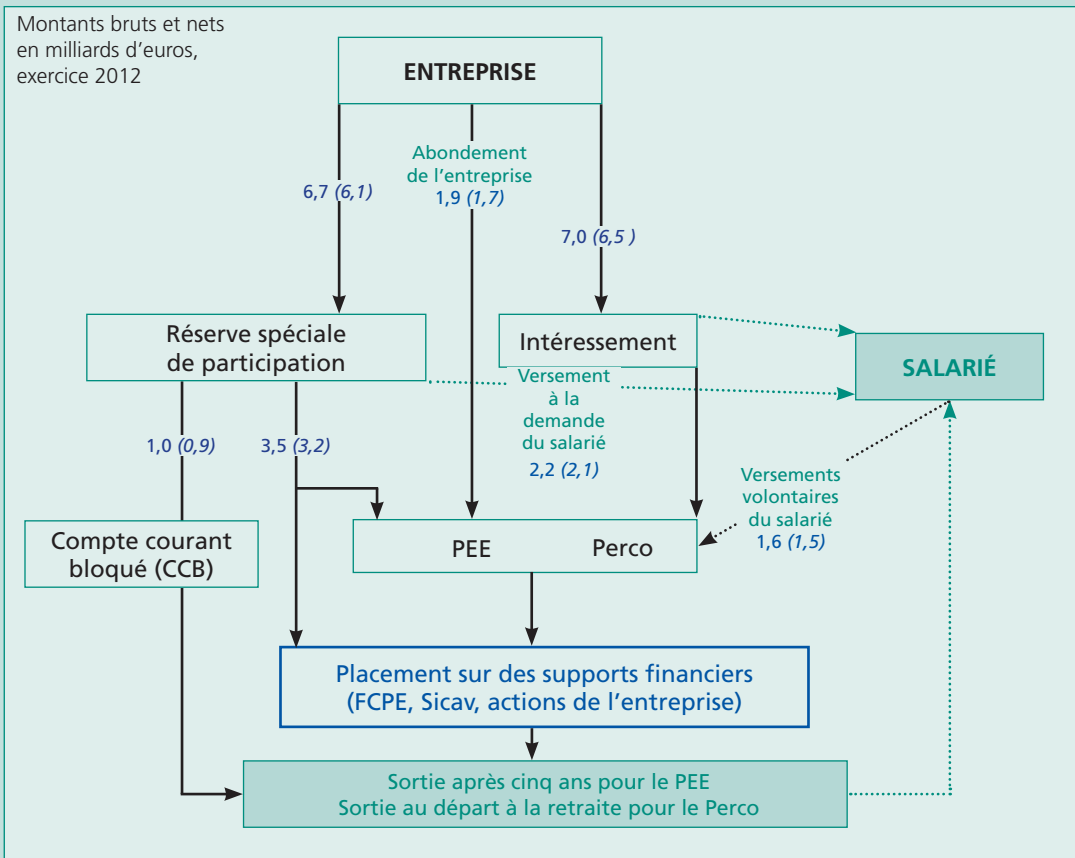 Montants bruts et nets
en milliards d'euros,
exercice 2012
ENTREPRISE
Abondement
de l'entreprise
1,9 (1,7)
6,7 (6,1)
7,0 (6,5 )
Réserve spéciale
de participation
Intéressement
SALARIÉ
Versement
à la
demande
du salarié
2,2 (2,1)
1,0 (0,9)
3,5 (3,2)
Versements
volontaires
du salarié
1,6 (1,5)
Compte courant
bloqué (CCB)
PEE
Perco
Placement sur des supports financiers
(FCPE, Sicav, actions de l'entreprise)
Sortie après cinq ans pour le PEE
Sortie au départ à la retraite pour le Perco